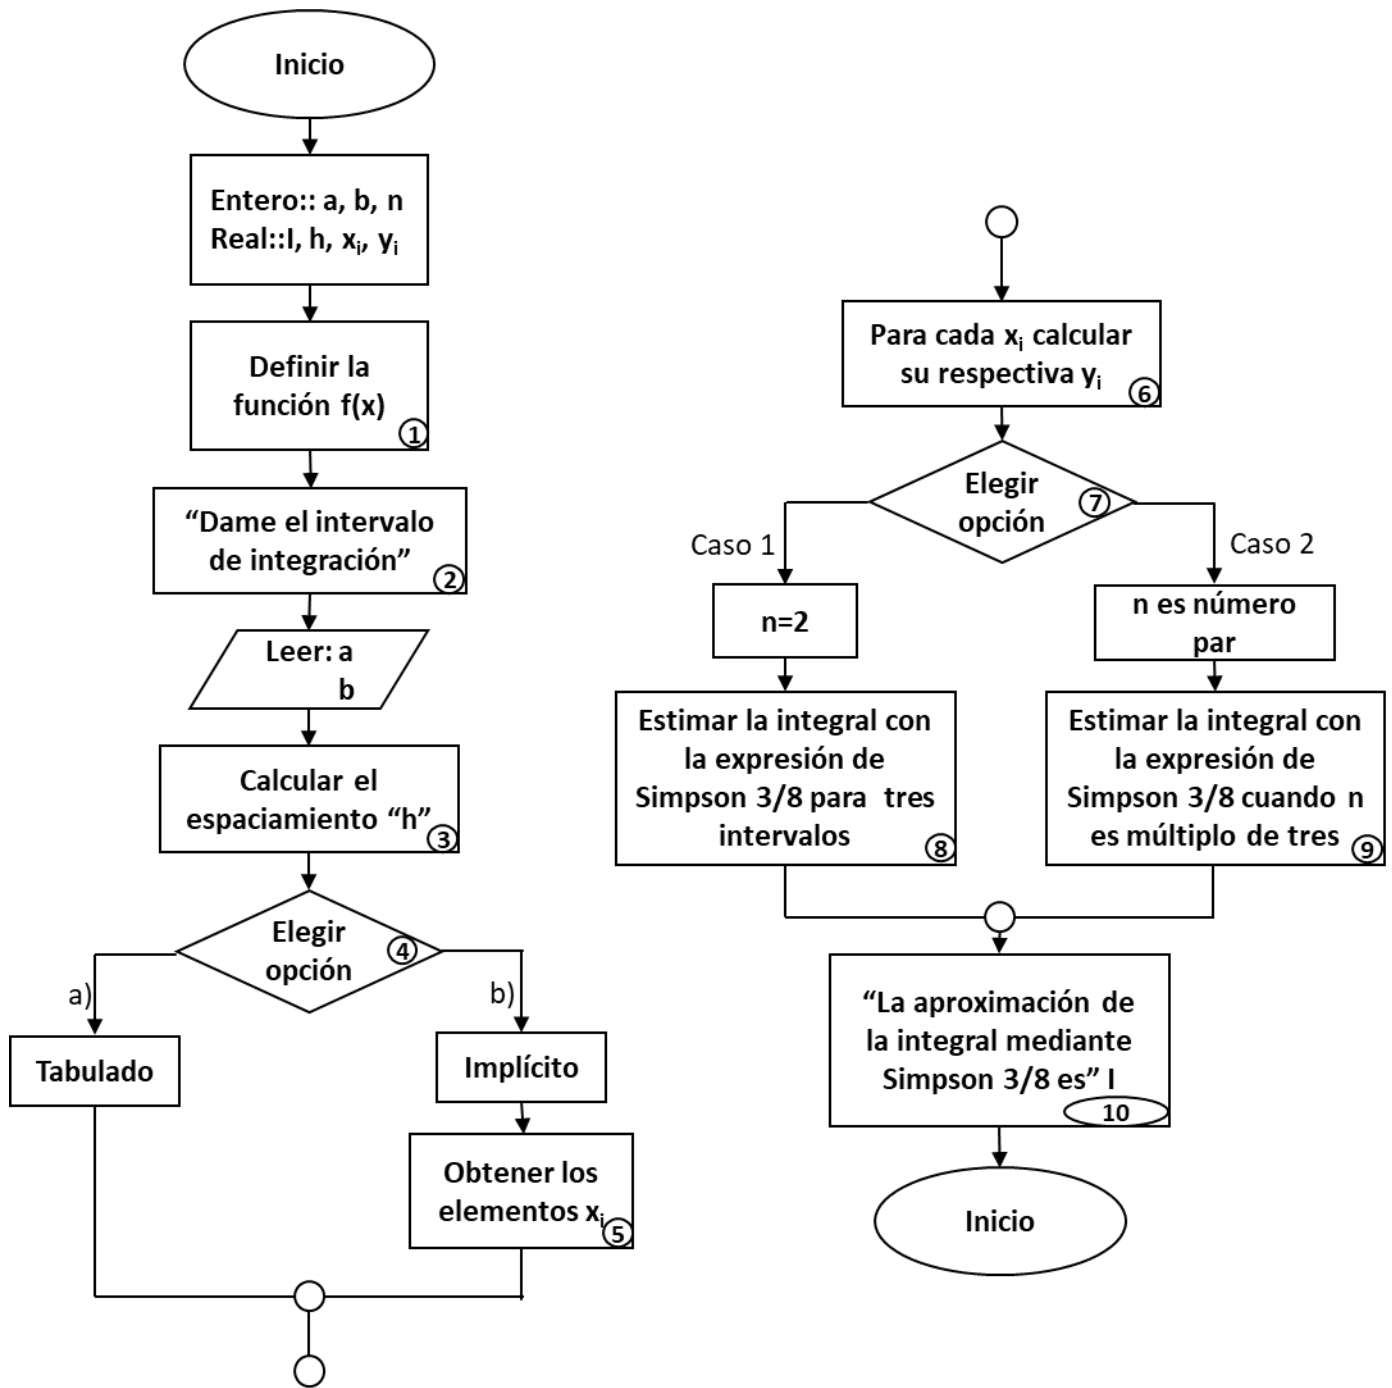 Inicio
Entero:: a, b, n
Real::I, h, xᵢ, yᵢ
Definir la
función f(x)
1
“Dame el intervalo
de integración”
2
Leer: a
b
Calcular el
espaciamiento “h”
3
Elegir
opción
4
a)
b)
Tabulado
Implícito
Obtener los
elementos xᵢ
5
Para cada xᵢ calcular
su respectiva yᵢ
6
Elegir
opción
7
Caso 1
Caso 2
n=2
n es número
par
Estimar la integral con
la expresión de
Simpson 3/8 para tres
intervalos
8
Estimar la integral con
la expresión de
Simpson 3/8 cuando n
es múltiplo de tres
9
“La aproximación de
la integral mediante
Simpson 3/8 es” I
10
Inicio